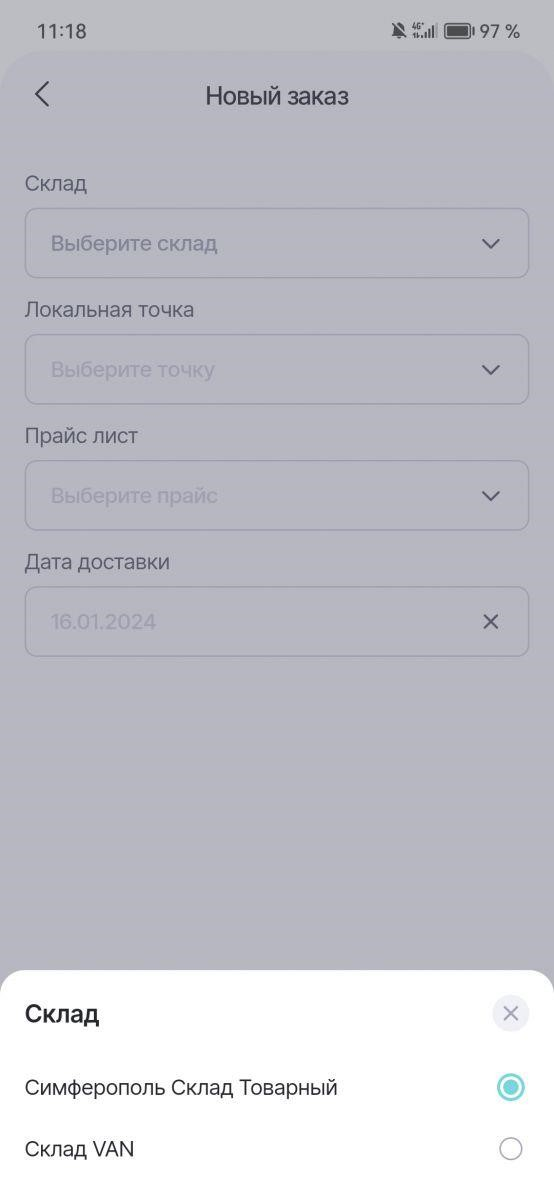 11:18
4G+
97 %
Новый заказ
Склад
Выберите склад
Локальная точка
Выберите точку
Прайс лист
Выберите прайс
Дата доставки
16.01.2024
Склад
Симферополь Склад Товарный
Склад VAN